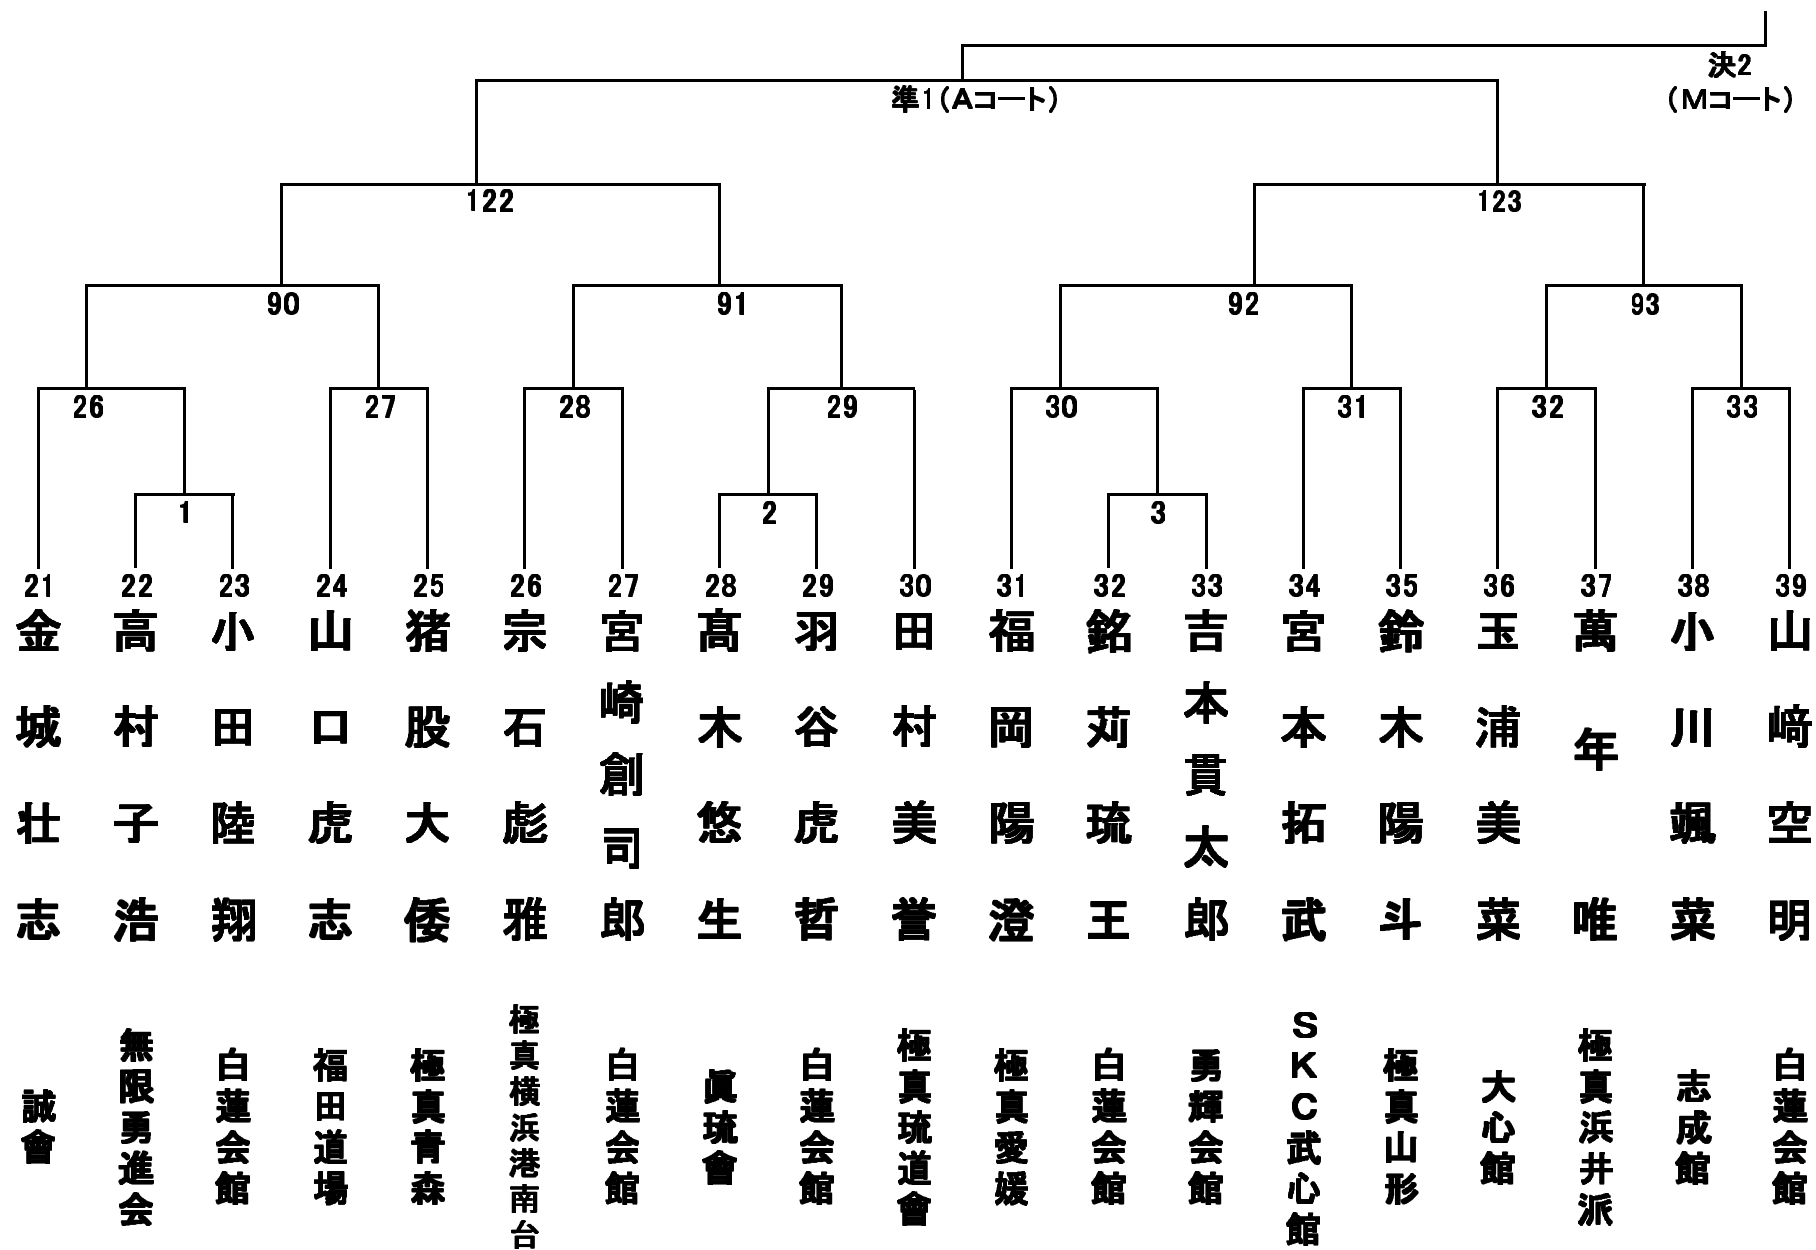 決2
準1(Aコート)
(Mコート)
122
123
90
91
92
93
26
27
28
29
30
31
32
33
1
2
3
21
22
23
24
25
26
27
28
29
30
31
32
33
34
35
36
37
38
39
金城壮志
高村子浩
小田陸翔
山口虎志
猪股大倭
宗石彪雅
宮崎創司郎
髙木悠生
羽谷虎哲
田村美誉
福岡陽澄
銘苅琉王
吉本貫太郎
宮本拓武
鈴木陽斗
玉浦美菜
萬年唯
小川颯菜
山﨑空明
誠會
無限勇進会
白蓮会館
福田道場
極真青森
極真横浜港南台
白蓮会館
眞琉會
白蓮会館
極真琉道會
極真愛媛
白蓮会館
勇輝会館
SKC武心館
極真山形
大心館
極真浜井派
志成館
白蓮会館